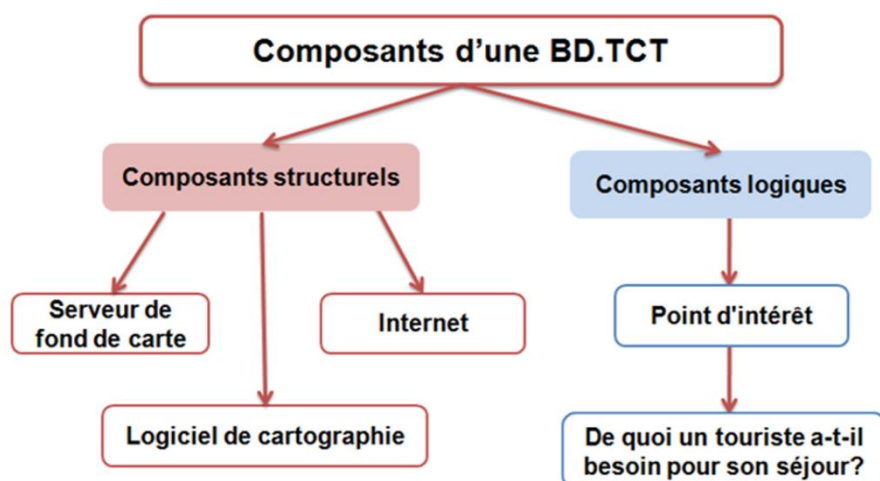 Composants d'une BD.TCT
Composants structurels
Composants logiques
Serveur de
fond de carte
Internet
Point d'intérêt
Logiciel de cartographie
De quoi un touriste a-t-il
besoin pour son séjour?